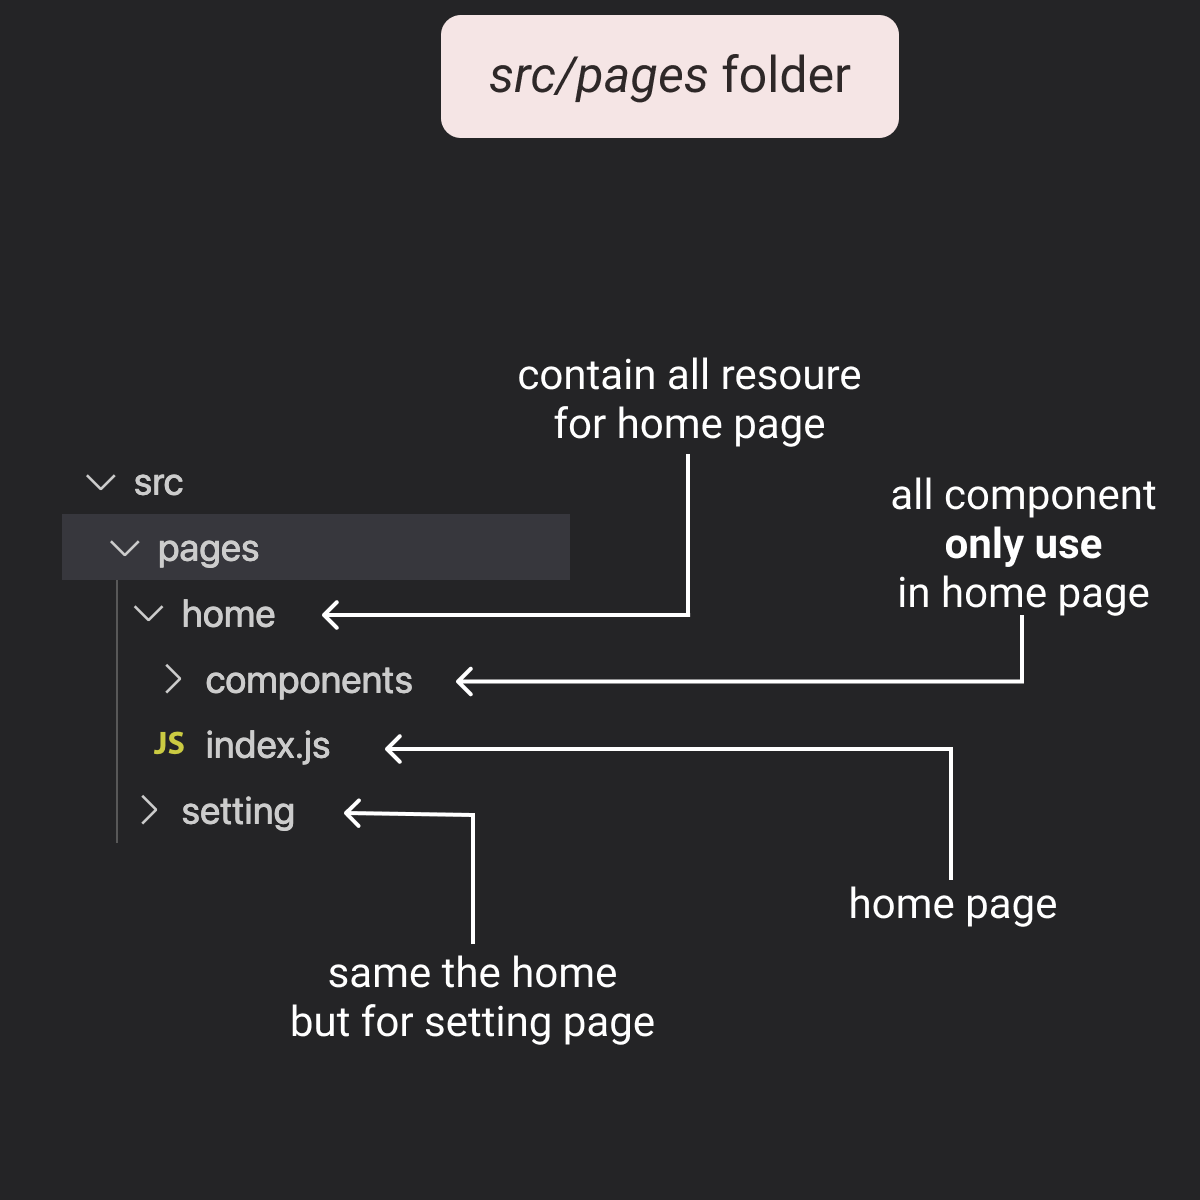 src/pages folder
contain all resoure
for home page
all component
only use
in home page
src
pages
home
components
JS index.js
setting
home page
same the home
but for setting page